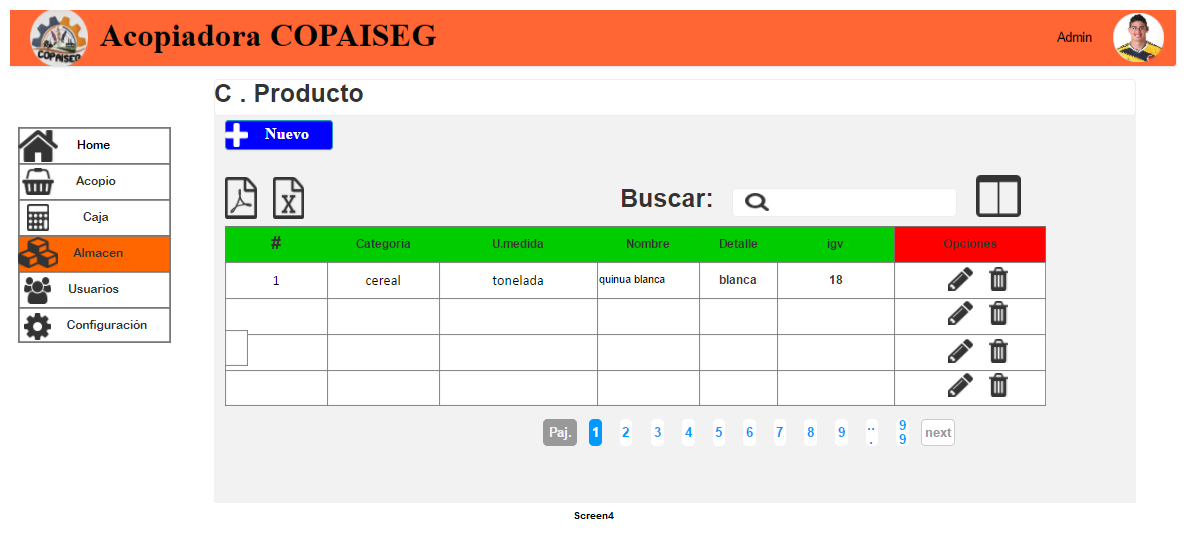 COPAISEG
Acopiadora COPAISEG
Admin
C . Producto
Nuevo
Home
Acopio
Caja
Almacen
Usuarios
Configuración
Buscar:
# Categoria U.medida Nombre Detalle igv Opciones
1 cereal tonelada quinua blanca blanca 18
Paj. 1 2 3 4 5 6 7 8 9 ... 99 next
Screen4